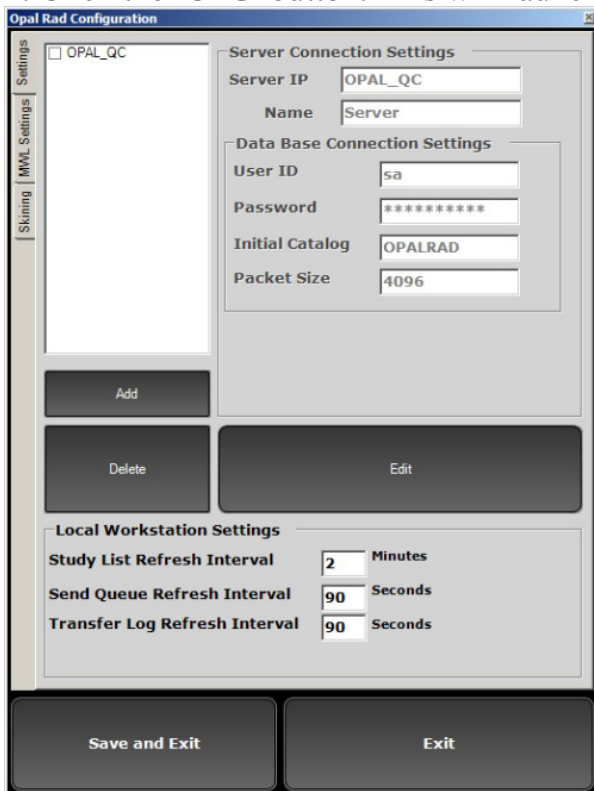 Opal Rad Configuration
Settings
MWL Settings
Skining
OPAL_QC
Server Connection Settings
Server IP OPAL_QC
Name Server
Data Base Connection Settings
User ID sa
Password **********
Initial Catalog OPALRAD
Packet Size 4096
Add
Delete
Edit
Local Workstation Settings
Study List Refresh Interval 2 Minutes
Send Queue Refresh Interval 90 Seconds
Transfer Log Refresh Interval 90 Seconds
Save and Exit
Exit